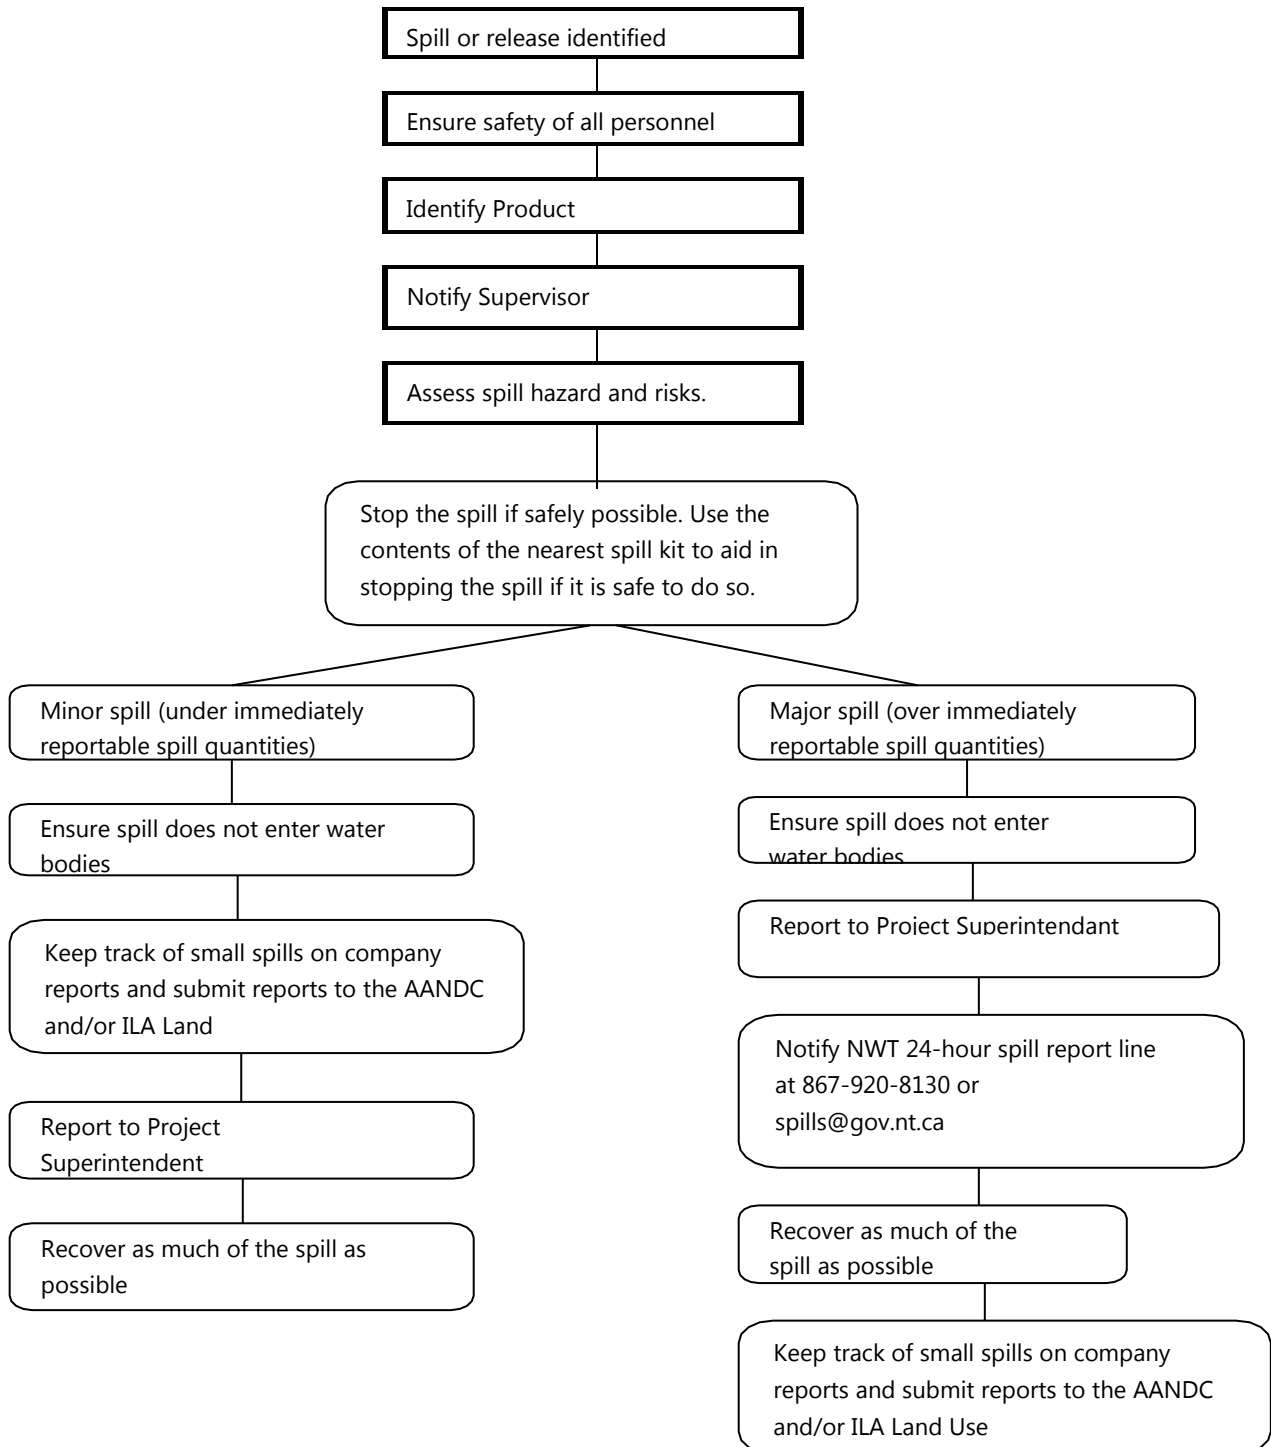 Spill or release identified
Ensure safety of all personnel
Identify Product
Notify Supervisor
Assess spill hazard and risks.
Stop the spill if safely possible. Use the
contents of the nearest spill kit to aid in
stopping the spill if it is safe to do so.
Minor spill (under immediately
reportable spill quantities)
Ensure spill does not enter water
bodies
Keep track of small spills on company
reports and submit reports to the AANDC
and/or ILA Land
Report to Project
Superintendent
Recover as much of the spill as
possible
Major spill (over immediately
reportable spill quantities)
Ensure spill does not enter
water bodies
Report to Project Superintendant
Notify NWT 24-hour spill report line
at 867-920-8130 or
spills@gov.nt.ca
Recover as much of the
spill as possible
Keep track of small spills on company
reports and submit reports to the AANDC
and/or ILA Land Use